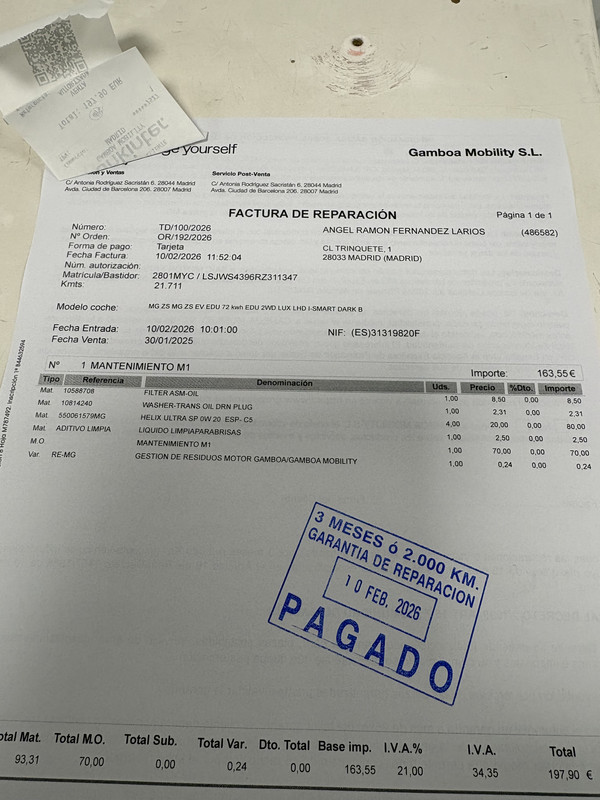 VENTA
Total: 197,90 EUR
MADRID
GAMBOA MOBILITY
bankinter
ge yourself
Gamboa Mobility S.L.
ón y Ventas
C/ Antonia Rodríguez Sacristán 6. 28044 Madrid
Avda. Ciudad de Barcelona 206. 28007 Madrid
Servicio Post-Venta
C/ Antonia Rodríguez Sacristán 6. 28044 Madrid
Avda. Ciudad de Barcelona 206. 28007 Madrid
FACTURA DE REPARACIÓN
Página 1 de 1
Número: TD/100/2026
Nº Orden: OR/192/2026
Forma de pago: Tarjeta
Fecha Factura: 10/02/2026 11:52:04
Núm. autorización:
Matrícula/Bastidor: 2801MYC / LSJWS4396RZ311347
Kmts: 21.711
ANGEL RAMON FERNANDEZ LARIOS (486582)
CL TRINQUETE, 1
28033 MADRID (MADRID)
Modelo coche: MG ZS MG ZS EV EDU 72 kwh EDU 2WD LUX LHD I-SMART DARK B
Fecha Entrada: 10/02/2026 10:01:00
Fecha Venta: 30/01/2025
NIF: (ES)31319820F
Nº 1 MANTENIMIENTO M1 Importe: 163,55 €
Tipo Referencia Denominación Uds. Precio %Dto. Importe
Mat. 10588708 FILTER ASM-OIL 1,00 8,50 0,00 8,50
Mat. 10814240 WASHER-TRANS OIL DRN PLUG 1,00 2,31 0,00 2,31
Mat. 550061579MG HELIX ULTRA SP 0W 20 ESP- C5 4,00 20,00 0,00 80,00
Mat. ADITIVO LIMPIA LIQUIDO LIMPIAPARABRISAS 1,00 2,50 0,00 2,50
M.O. MANTENIMIENTO M1 1,00 70,00 0,00 70,00
Var. RE-MG GESTION DE RESIDUOS MOTOR GAMBOA/GAMBOA MOBILITY 1,00 0,24 0,00 0,24
3 MESES ó 2.000 KM.
GARANTIA DE REPARACION
10 FEB. 2026
PAGADO
otal Mat. Total M.O. Total Sub. Total Var. Dto. Total Base imp. I.V.A.% I.V.A. Total
93,31 70,00 0,00 0,24 0,00 163,55 21,00 34,35 197,90 €